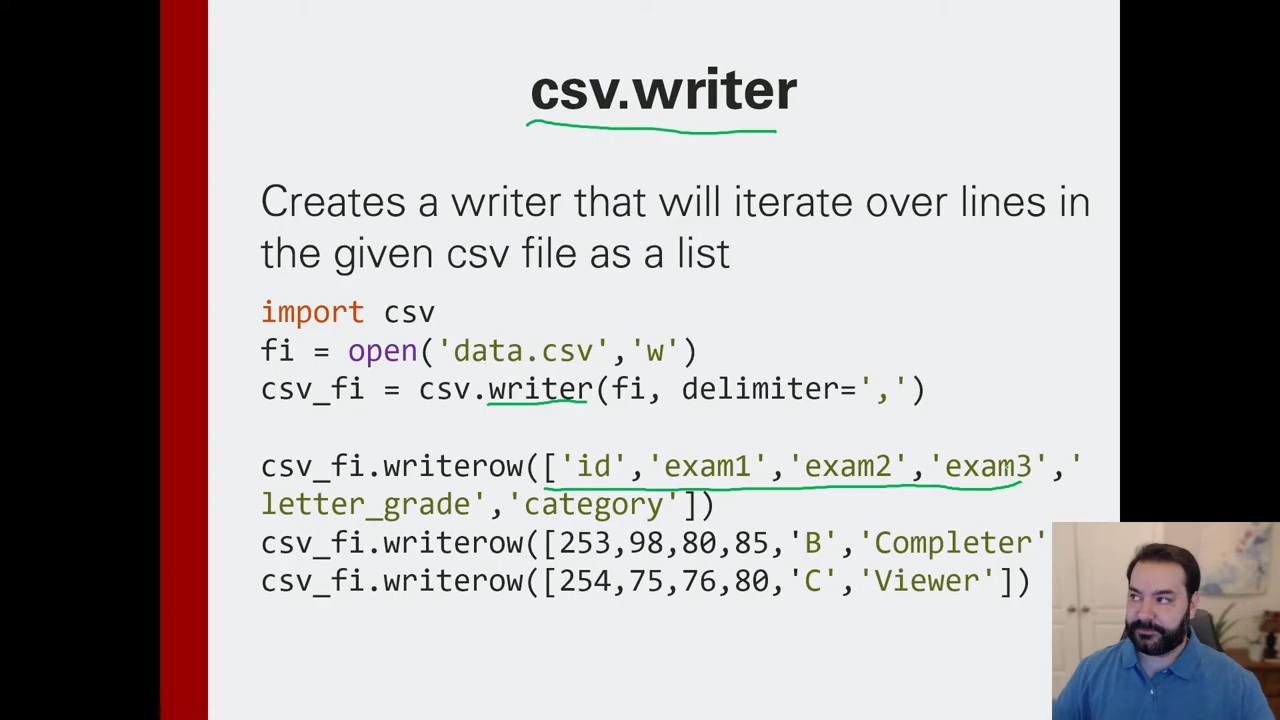 csv.writer
Creates a writer that will iterate over lines in
the given csv file as a list
import csv
fi = open('data.csv','w')
csv_fi = csv.writer(fi, delimiter=',')
csv_fi.writerow(['id','exam1','exam2','exam3','
letter_grade','category'])
csv_fi.writerow([253,98,80,85,'B','Completer'
csv_fi.writerow([254,75,76,80,'C','Viewer'])